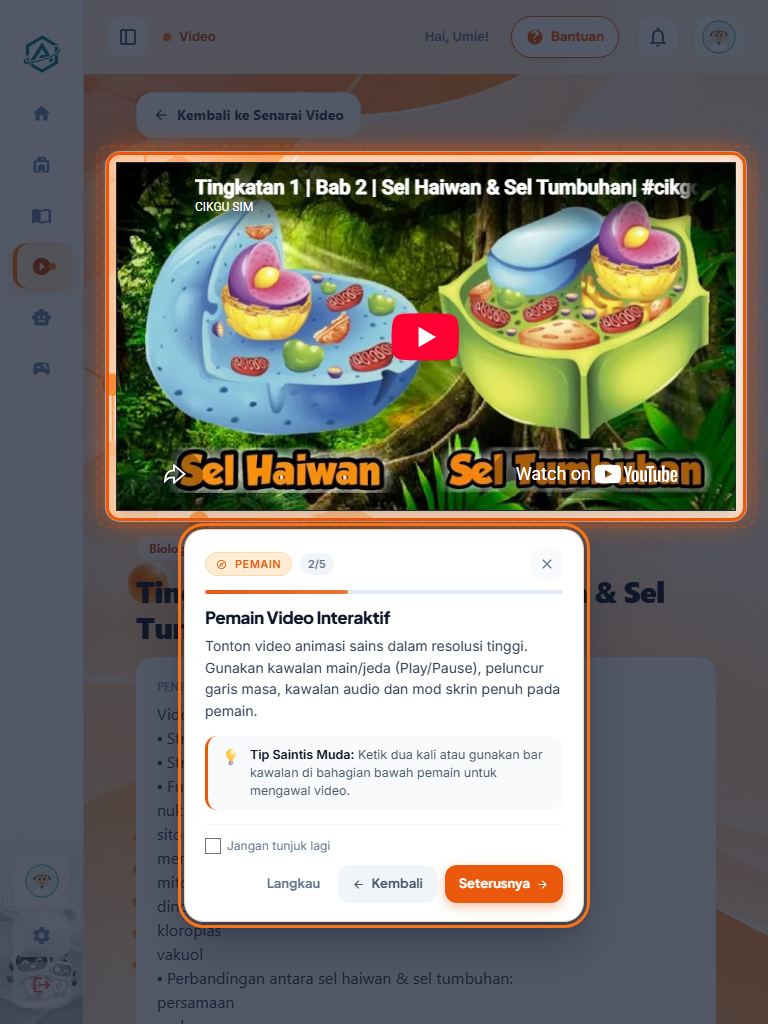 Video
Hai, Umie!
Bantuan
Kembali ke Senarai Video
Tingkatan 1 | Bab 2 | Sel Haiwan & Sel Tumbuhan| #cikg
CIKGU SIM
Sel Haiwan
Sel Tumbuhan
Watch on YouTube
PEMAIN
2/5
& Sel
Pemain Video Interaktif
Tonton video animasi sains dalam resolusi tinggi.
Gunakan kawalan main/jeda (Play/Pause), peluncur
garis masa, kawalan audio dan mod skrin penuh pada
pemain.
Tip Saintis Muda: Ketik dua kali atau gunakan bar
kawalan di bahagian bawah pemain untuk
mengawal video.
Jangan tunjuk lagi
Langkau
Kembali
Seterusnya
kloroplas
vakuol
▪ Perbandingan antara sel haiwan & sel tumbuhan:
persamaan